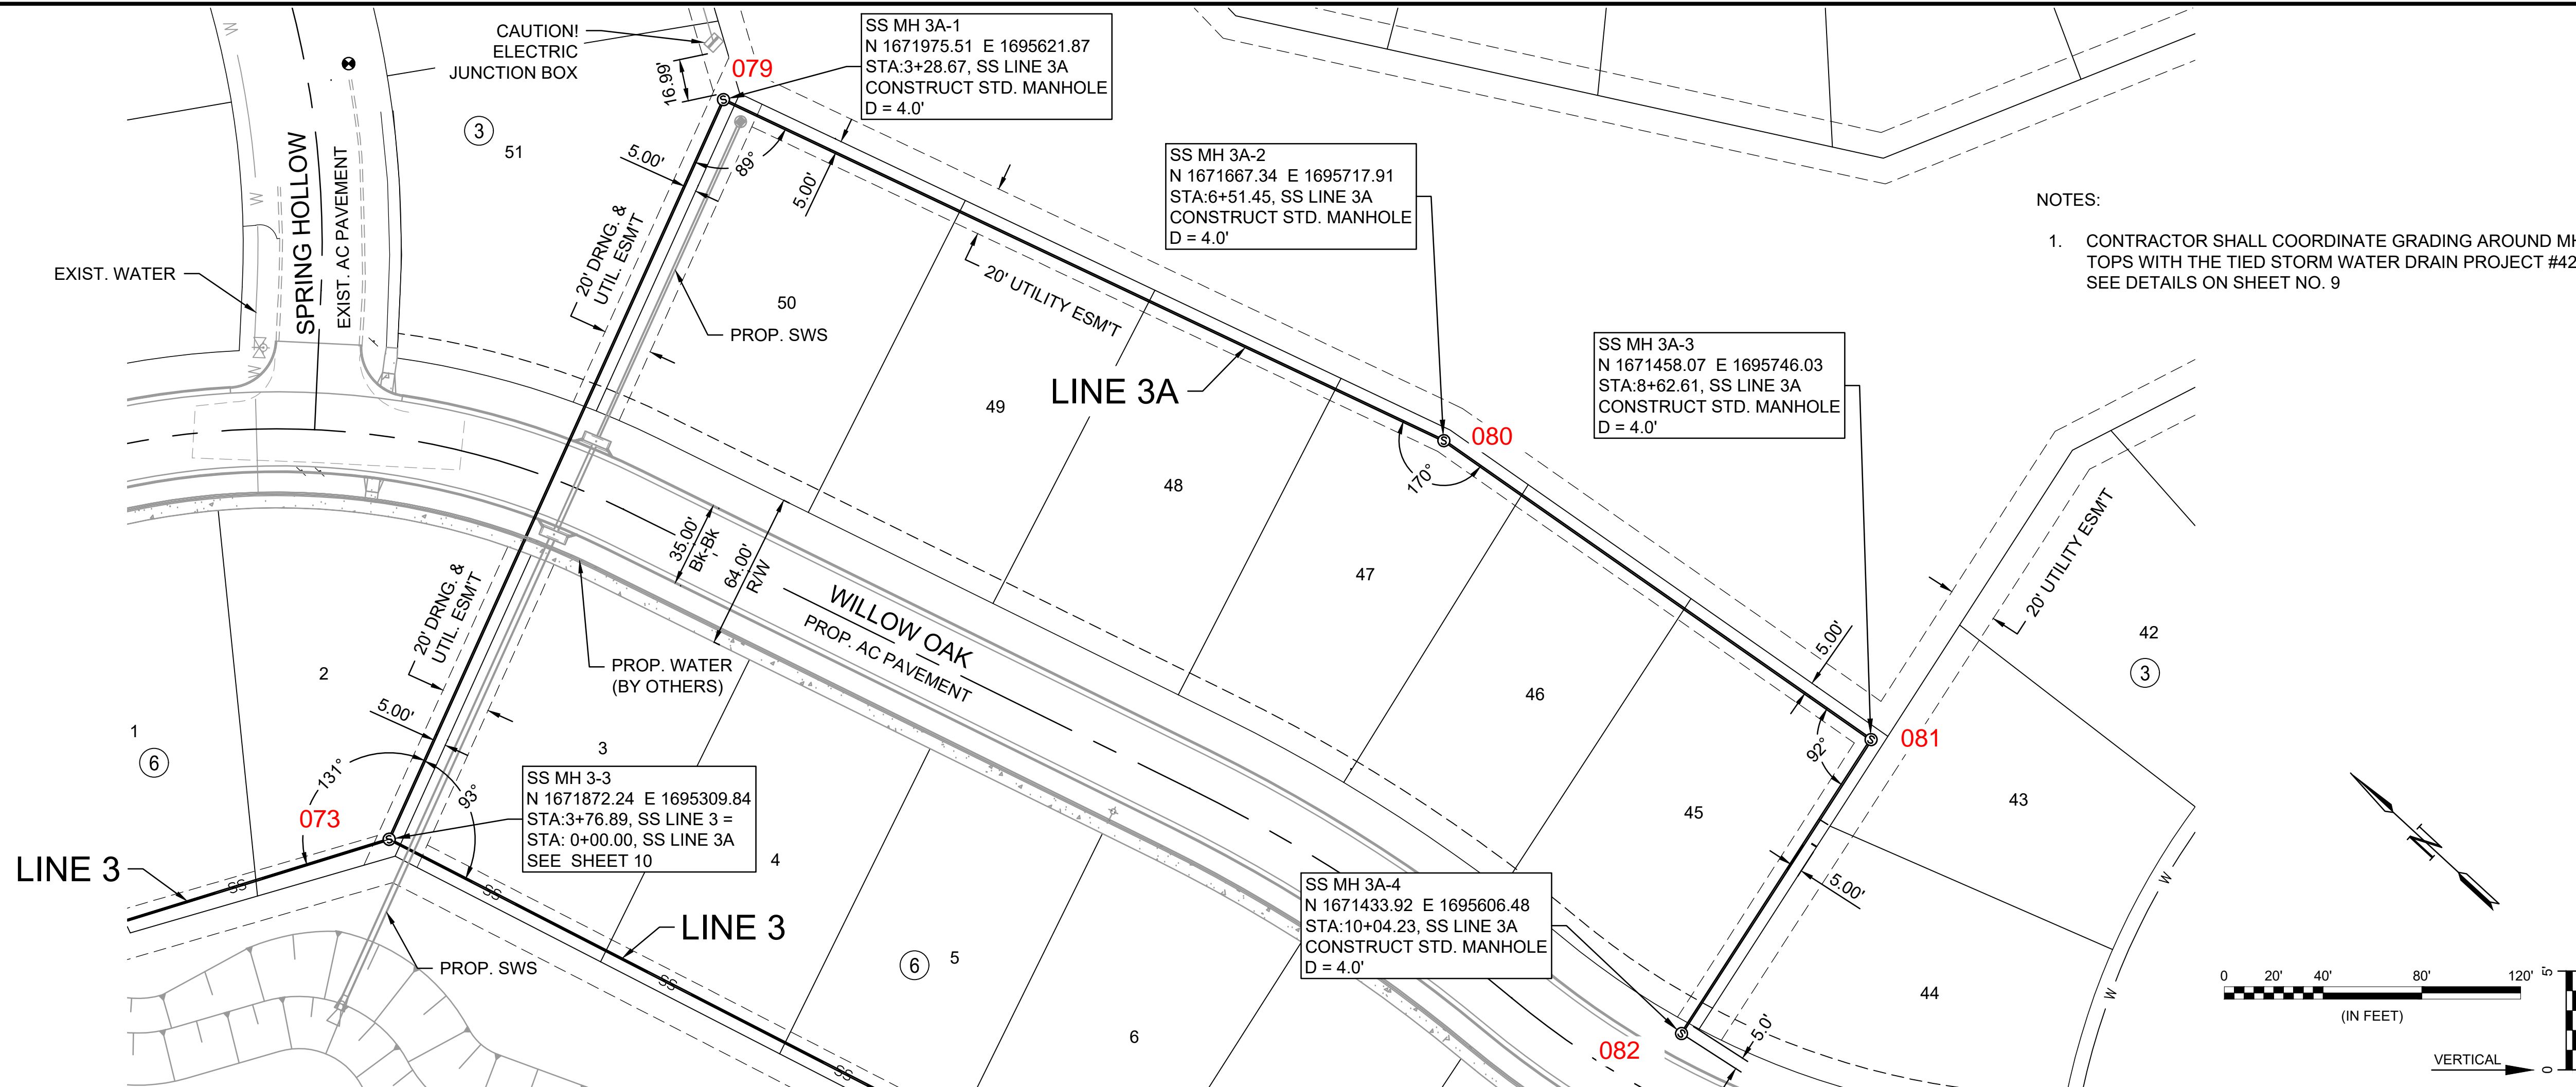 CAUTION!
ELECTRIC
JUNCTION BOX
16.69'
079
SS MH 3A-1
N 1671975.51 E 1695621.87
STA:3+28.67, SS LINE 3A
CONSTRUCT STD. MANHOLE
D = 4.0'
3
51
5.00'
89°
5.00'
SS MH 3A-2
N 1671667.34 E 1695717.91
STA:6+51.45, SS LINE 3A
CONSTRUCT STD. MANHOLE
D = 4.0'
NOTES:
1. CONTRACTOR SHALL COORDINATE GRADING AROUND MH
TOPS WITH THE TIED STORM WATER DRAIN PROJECT #42
SEE DETAILS ON SHEET NO. 9
W
W
W
EXIST. WATER
SPRING HOLLOW
EXIST. AC PAVEMENT
20' DRNG. &
UTIL. ESM'T
50
PROP. SWS
20' UTILITY ESM'T
LINE 3A
49
48
47
46
45
SS MH 3A-3
N 1671458.07 E 1695746.03
STA:8+62.61, SS LINE 3A
CONSTRUCT STD. MANHOLE
D = 4.0'
S
S
S
S
S
080
170°
35.00'
Bk-Bk
64.00'
R/W
WILLOW OAK
PROP. AC PAVEMENT
20' DRNG. &
UTIL. ESM'T
PROP. WATER
(BY OTHERS)
5.00'
92°
081
20' UTILITY ESM'T
42
3
43
44
5.00'
5.0'
2
1
6
5.00'
131°
93°
073
3
SS MH 3-3
N 1671872.24 E 1695309.84
STA:3+76.89, SS LINE 3 =
STA: 0+00.00, SS LINE 3A
SEE SHEET 10
4
LINE 3
SS
SS
SS
SS
LINE 3
PROP. SWS
6
5
6
SS MH 3A-4
N 1671433.92 E 1695606.48
STA:10+04.23, SS LINE 3A
CONSTRUCT STD. MANHOLE
D = 4.0'
082
W
W
N
0 20' 40' 80' 120'
(IN FEET)
5'
0
VERTICAL